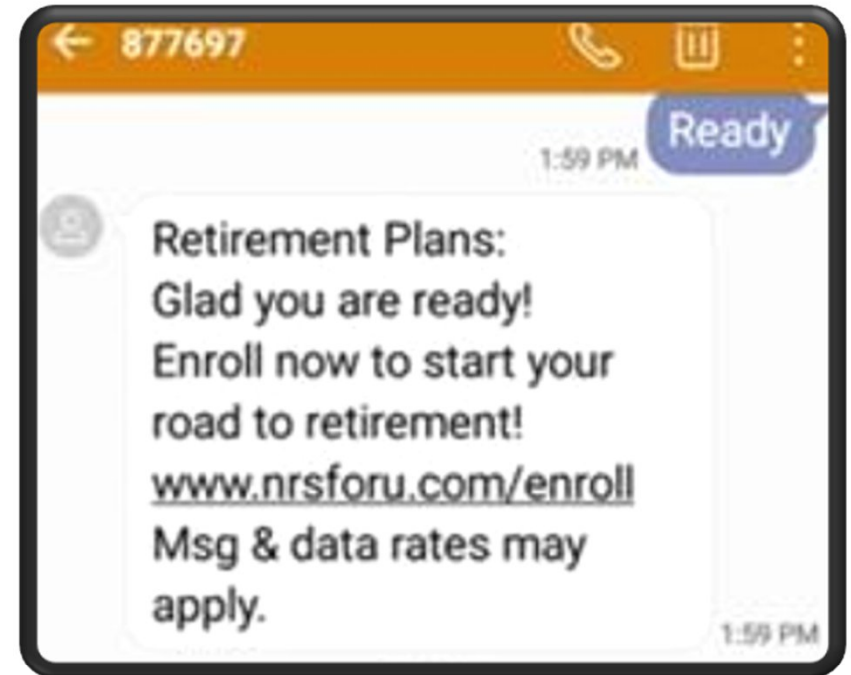 877697
Ready
1:59 PM
Retirement Plans:
Glad you are ready!
Enroll now to start your
road to retirement!
www.nrsforu.com/enroll
Msg & data rates may
apply.
1:59 PM